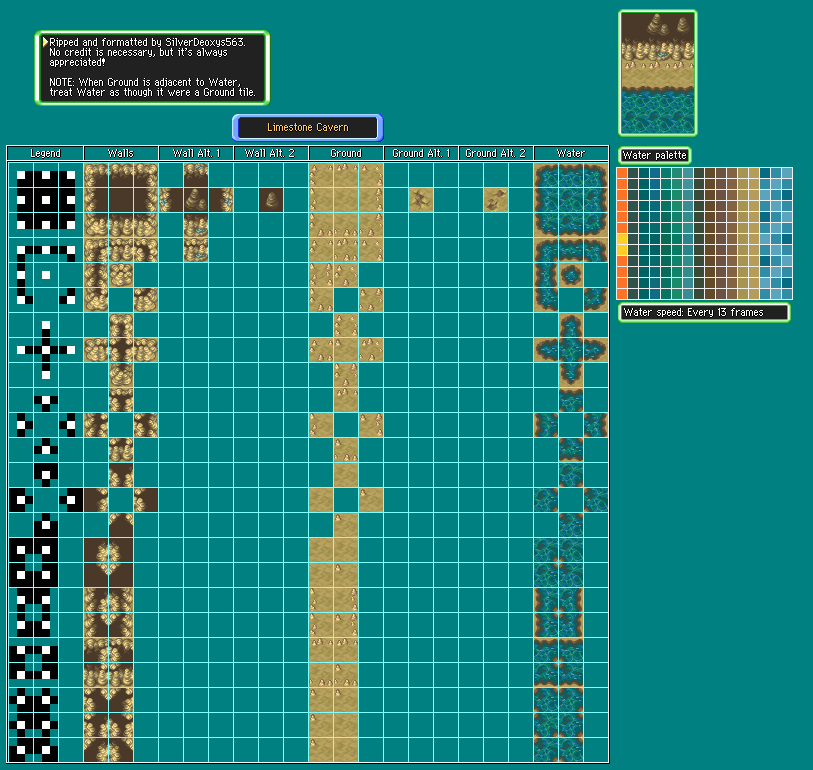 Ripped and formatted by SilverDeoxys563.
No credit is necessary, but it's always
appreciated!
NOTE: When Ground is adjacent to Water,
treat Water as though it were a Ground tile.
Limestone Cavern
Legend Walls Wall Alt. 1 Wall Alt. 2 Ground Ground Alt. 1 Ground Alt. 2 Water
Water palette
Water speed: Every 13 frames